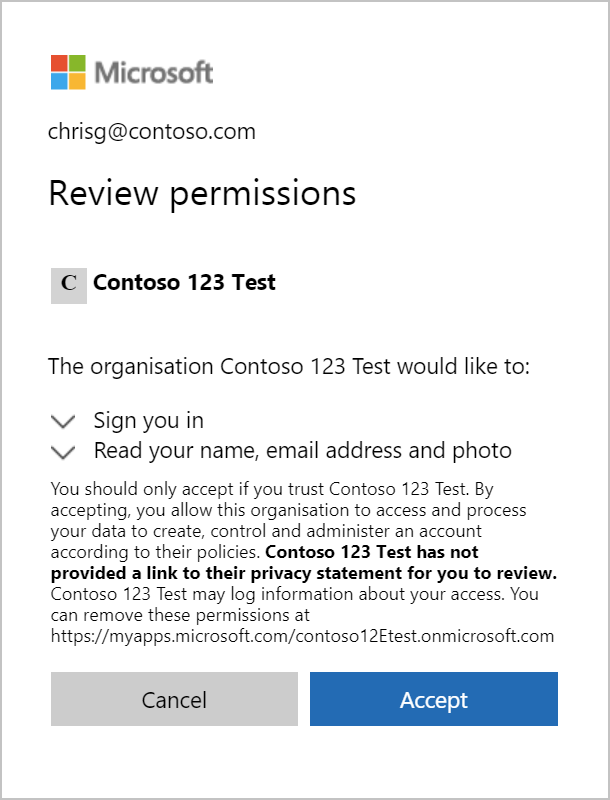 Microsoft
chrisg@contoso.com
Review permissions
C Contoso 123 Test
The organisation Contoso 123 Test would like to:
Sign you in
Read your name, email address and photo
You should only accept if you trust Contoso 123 Test. By
accepting, you allow this organisation to access and process
your data to create, control and administer an account
according to their policies. Contoso 123 Test has not
provided a link to their privacy statement for you to review.
Contoso 123 Test may log information about your access. You
can remove these permissions at
https://myapps.microsoft.com/contoso12Etest.onmicrosoft.com
Cancel Accept